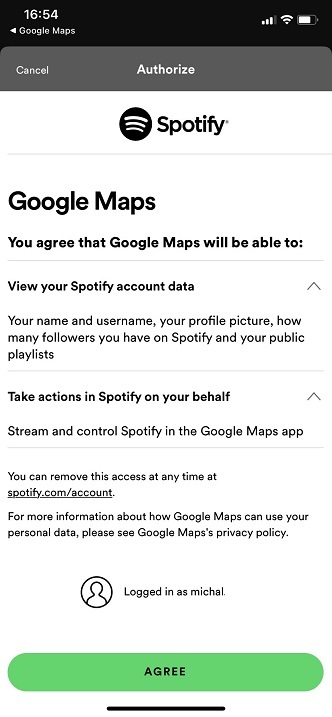 16:54
◀ Google Maps
Cancel
Authorize
Spotify®
Google Maps
You agree that Google Maps will be able to:
View your Spotify account data
Your name and username, your profile picture, how
many followers you have on Spotify and your public
playlists
Take actions in Spotify on your behalf
Stream and control Spotify in the Google Maps app
You can remove this access at any time at
spotify.com/account.
For more information about how Google Maps can use your
personal data, please see Google Maps's privacy policy.
Logged in as michal.
AGREE